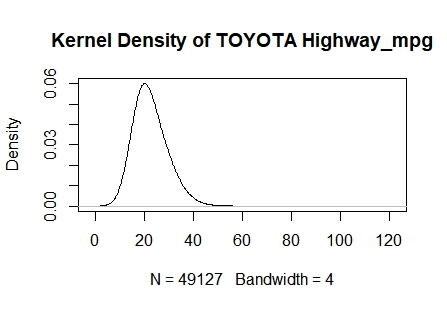 Kernel Density of TOYOTA Highway_mpg
Density
0.00 0.03 0.06
0 20 40 60 80 100 120
N = 49127 Bandwidth = 4